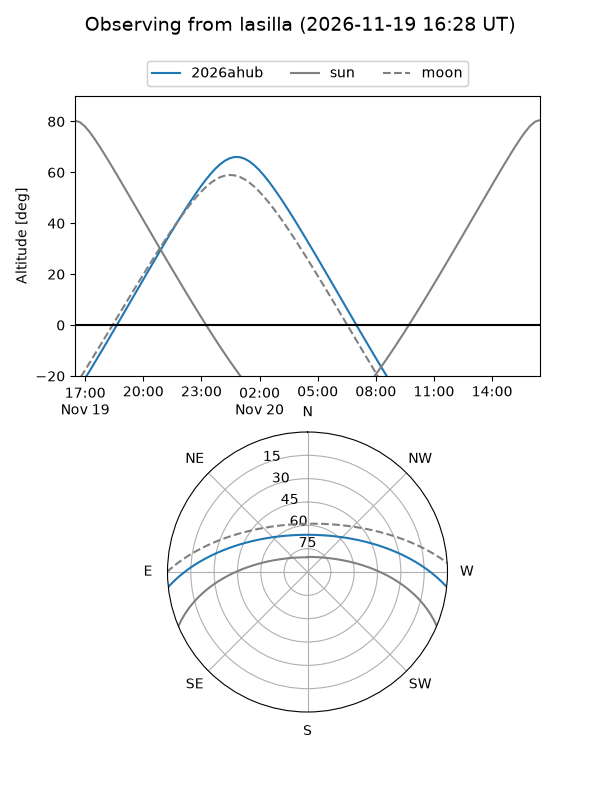 Observing from lasilla (2026-11-19 16:28 UT)
2026ahub sun moon
Altitude [deg]
80
60
40
20
0
−20
17:00 20:00 23:00 02:00 05:00 08:00 11:00 14:00
Nov 19 Nov 20
N
NE NW
15
30
45
60
75
E W
SE SW
S